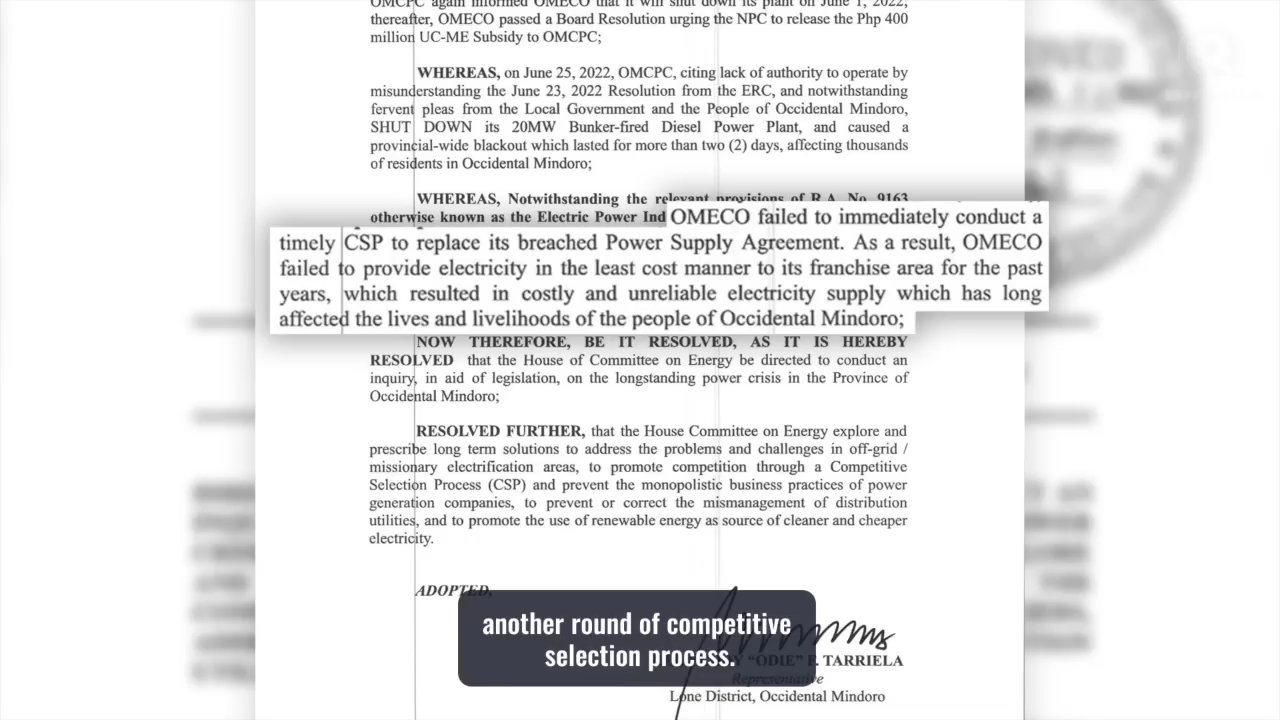 OMCPC again informed OMECO that it will shut down its plant on June 1, 2022,
thereafter, OMECO passed a Board Resolution urging the NPC to release the Php 400
million UC-ME Subsidy to OMCPC;
WHEREAS, on June 25, 2022, OMCPC, citing lack of authority to operate by
misunderstanding the June 23, 2022 Resolution from the ERC, and notwithstanding
fervent pleas from the Local Government and the People of Occidental Mindoro,
SHUT DOWN its 20MW Bunker-fired Diesel Power Plant, and caused a
provincial-wide blackout which lasted for more than two (2) days, affecting thousands
of residents in Occidental Mindoro;
WHEREAS, Notwithstanding the relevant provisions of R.A. No. 9163
otherwise known as the Electric Power Ind
OMECO failed to immediately conduct a
timely CSP to replace its breached Power Supply Agreement. As a result, OMECO
failed to provide electricity in the least cost manner to its franchise area for the past
years, which resulted in costly and unreliable electricity supply which has long
affected the lives and livelihoods of the people of Occidental Mindoro;
NOW THEREFORE, BE IT RESOLVED, AS IT IS HEREBY
RESOLVED that the House of Committee on Energy be directed to conduct an
inquiry, in aid of legislation, on the longstanding power crisis in the Province of
Occidental Mindoro;
RESOLVED FURTHER, that the House Committee on Energy explore and
prescribe long term solutions to address the problems and challenges in off-grid /
missionary electrification areas, to promote competition through a Competitive
Selection Process (CSP) and prevent the monopolistic business practices of power
generation companies, to prevent or correct the mismanagement of distribution
utilities, and to promote the use of renewable energy as source of cleaner and cheaper
electricity.
ADOPTED,
another round of competitive
selection process.
"ODIE" F. TARRIELA
Representative
Lone District, Occidental Mindoro